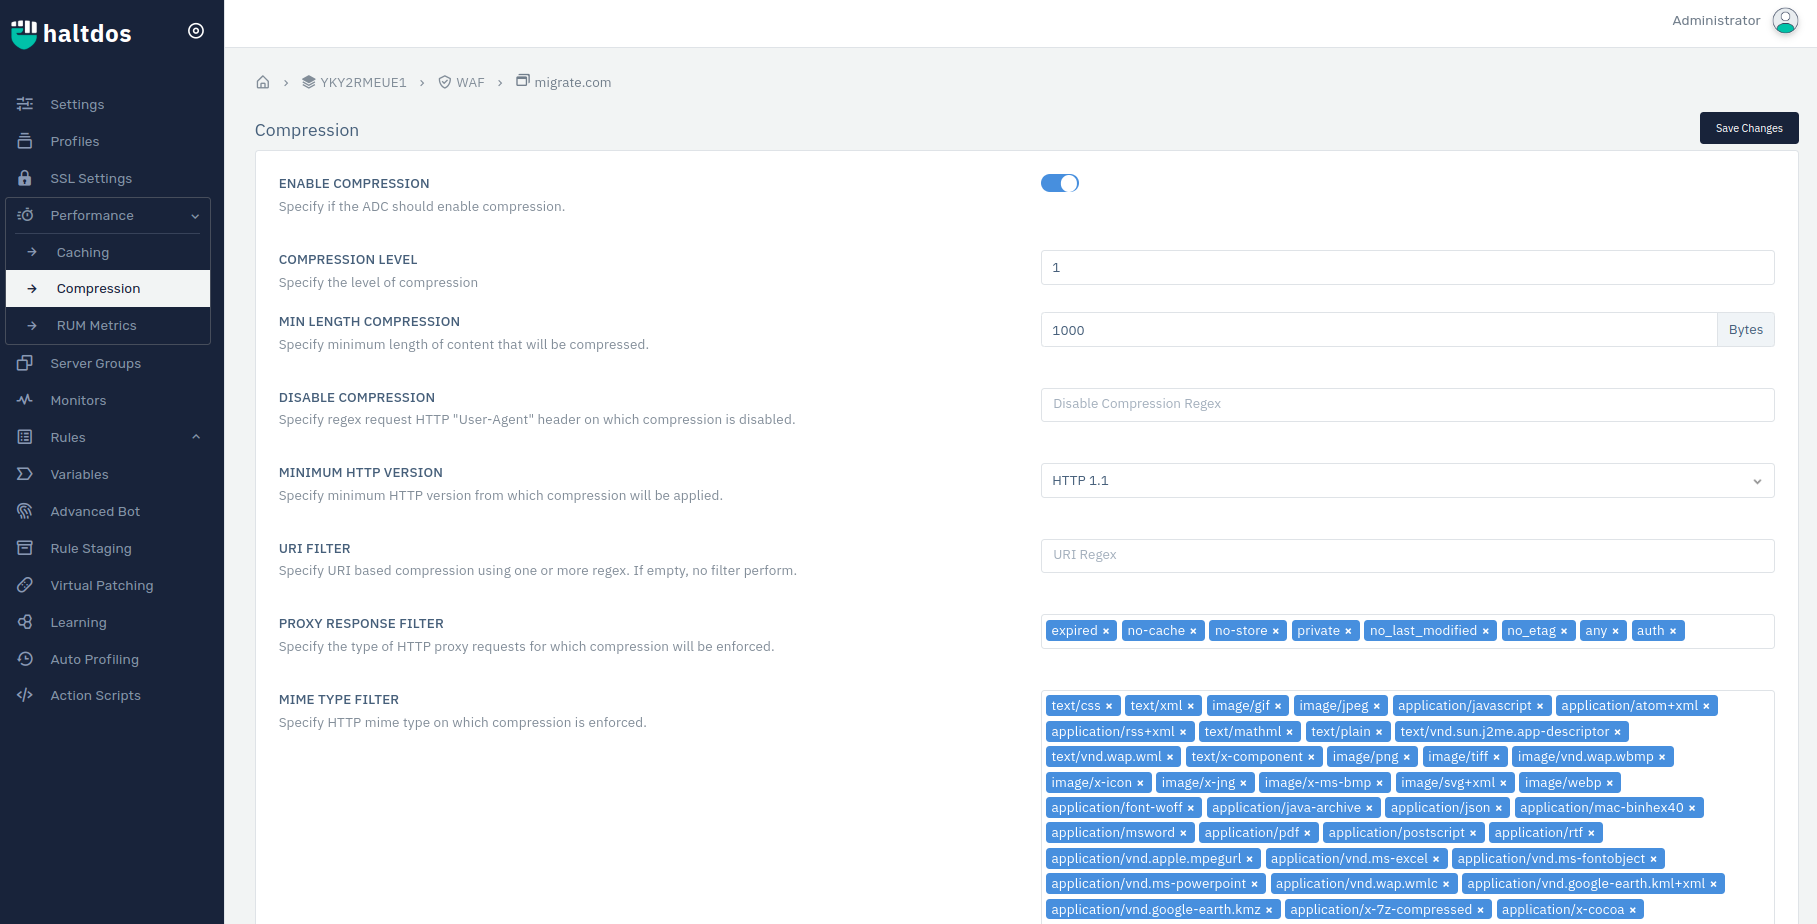 haltdos
Administrator
Settings
Profiles
SSL Settings
Performance
Caching
Compression
RUM Metrics
Server Groups
Monitors
Rules
Variables
Advanced Bot
Rule Staging
Virtual Patching
Learning
Auto Profiling
Action Scripts
YKY2RMEUE1 WAF migrate.com
Compression
Save Changes
ENABLE COMPRESSION
Specify if the ADC should enable compression.
COMPRESSION LEVEL
Specify the level of compression
1
MIN LENGTH COMPRESSION
Specify minimum length of content that will be compressed.
1000 Bytes
DISABLE COMPRESSION
Specify regex request HTTP "User-Agent" header on which compression is disabled.
Disable Compression Regex
MINIMUM HTTP VERSION
Specify minimum HTTP version from which compression will be applied.
HTTP 1.1
URI FILTER
Specify URI based compression using one or more regex. If empty, no filter perform.
URI Regex
PROXY RESPONSE FILTER
Specify the type of HTTP proxy requests for which compression will be enforced.
expired × no-cache × no-store × private × no_last_modified × no_etag × any × auth ×
MIME TYPE FILTER
Specify HTTP mime type on which compression is enforced.
text/css × text/xml × image/gif × image/jpeg × application/javascript × application/atom+xml ×
application/rss+xml × text/mathml × text/plain × text/vnd.sun.j2me.app-descriptor ×
text/vnd.wap.wml × text/x-component × image/png × image/tiff × image/vnd.wap.wbmp ×
image/x-icon × image/x-jng × image/x-ms-bmp × image/svg+xml × image/webp ×
application/font-woff × application/java-archive × application/json × application/mac-binhex40 ×
application/msword × application/pdf × application/postscript × application/rtf ×
application/vnd.apple.mpegurl × application/vnd.ms-excel × application/vnd.ms-fontobject ×
application/vnd.ms-powerpoint × application/vnd.wap.wmlc × application/vnd.google-earth.kml+xml ×
application/vnd.google-earth.kmz × application/x-7z-compressed × application/x-cocoa ×